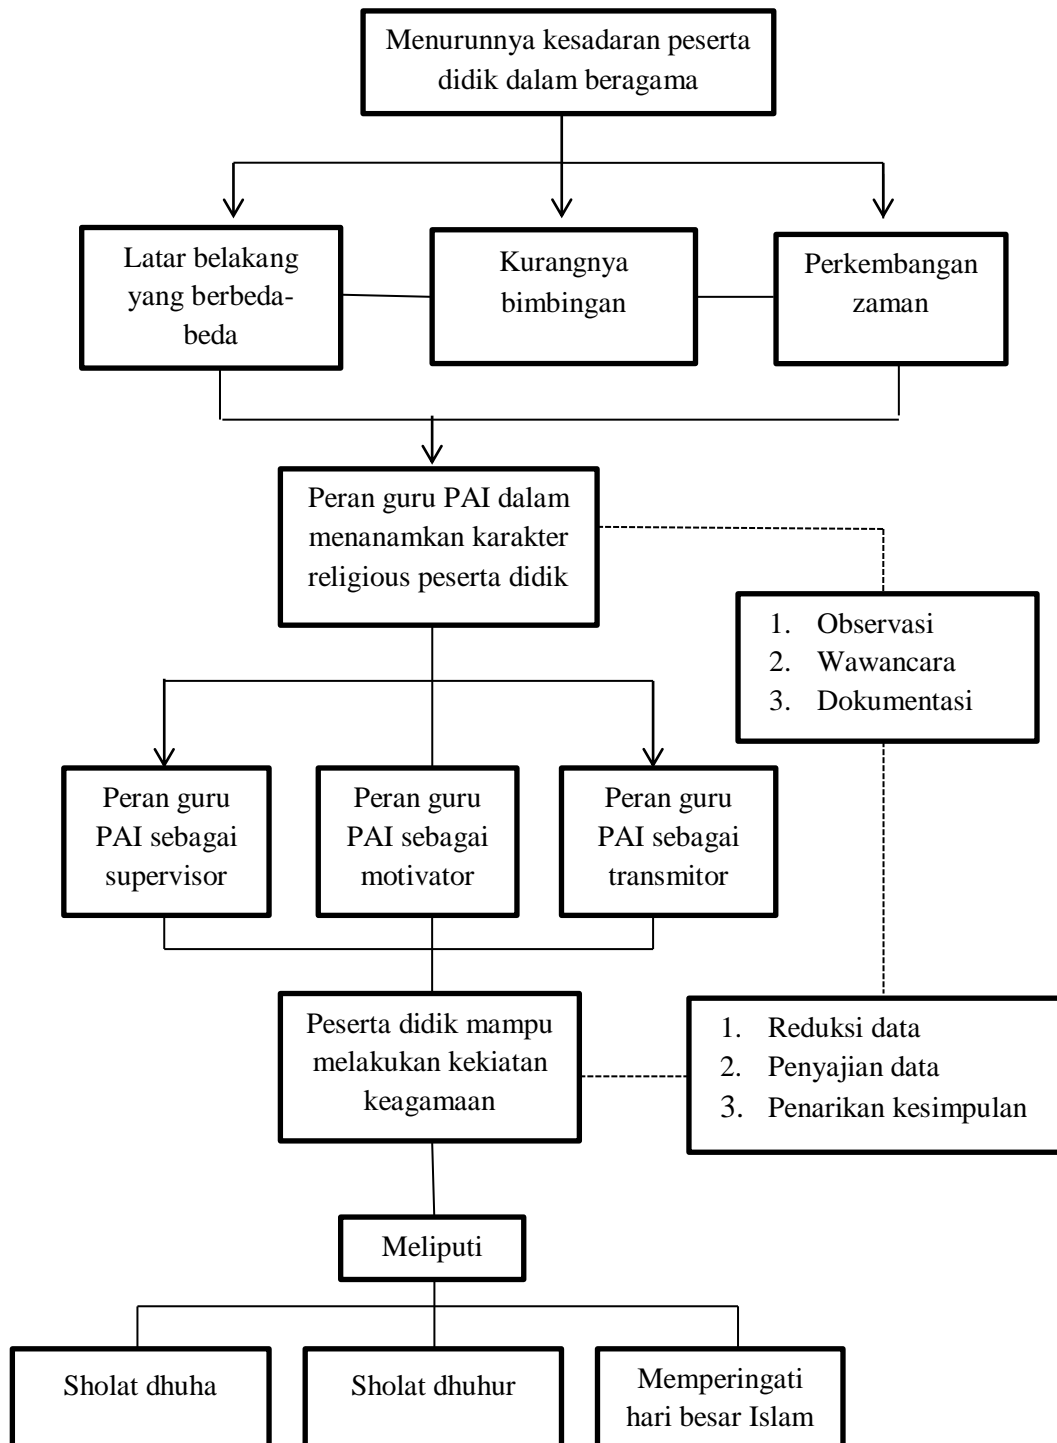 Menurunnya kesadaran peserta
didik dalam beragama
Latar belakang
yang berbeda-
beda
Kurangnya
bimbingan
Perkembangan
zaman
Peran guru PAI dalam
menanamkan karakter
religious peserta didik
1. Observasi
2. Wawancara
3. Dokumentasi
Peran guru
PAI sebagai
supervisor
Peran guru
PAI sebagai
motivator
Peran guru
PAI sebagai
transmitor
Peserta didik mampu
melakukan kekiatan
keagamaan
1. Reduksi data
2. Penyajian data
3. Penarikan kesimpulan
Meliputi
Sholat dhuha
Sholat dhuhur
Memperingati
hari besar Islam